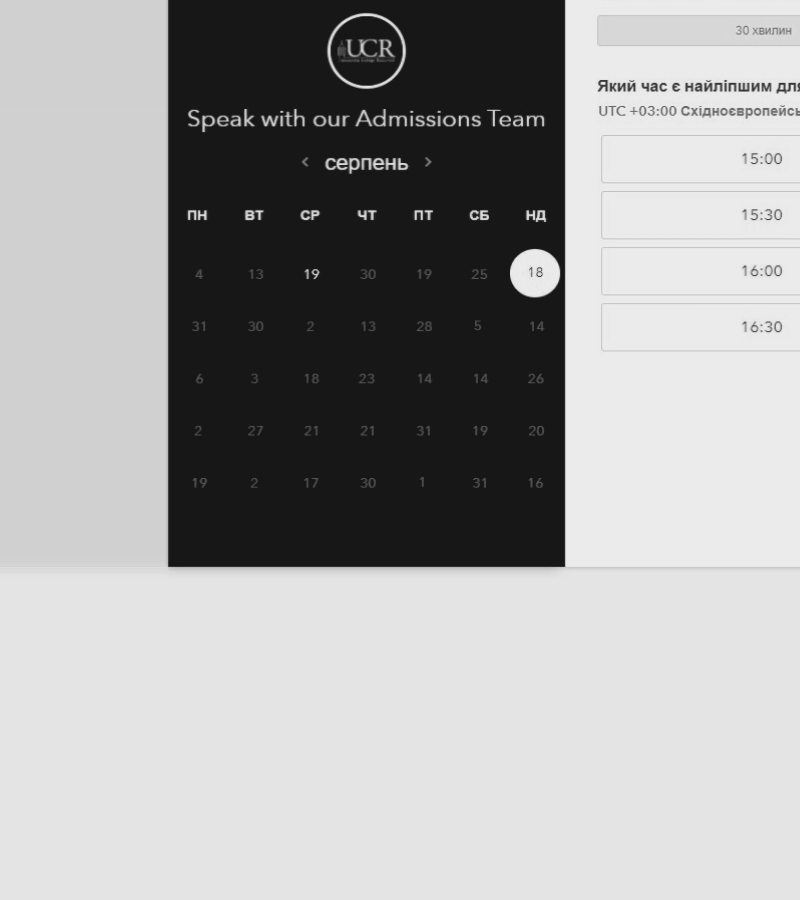 UCR
Speak with our Admissions Team
серпень
ПН ВТ СР ЧТ ПТ СБ НД
4 13 19 30 19 25 18
31 30 2 13 28 5 14
6 3 18 23 14 14 26
2 27 21 21 31 19 20
19 2 17 30 1 31 16
30 хвилин
Який час є найліпшим для
UTC +03:00 Східноєвропейсь
15:00
15:30
16:00
16:30